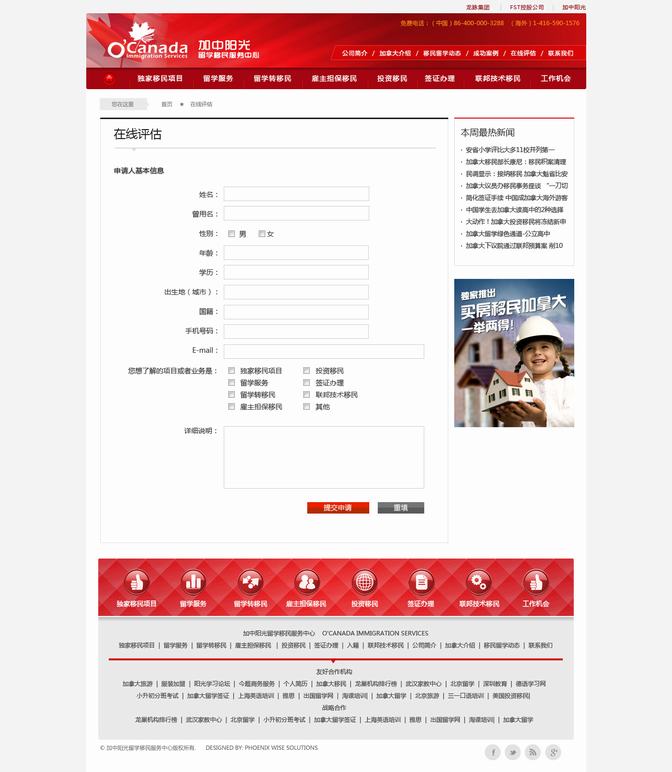 龙脉集团 | FST控股公司 | 加中阳光
免费电话：（中国）86-400-000-3288 （海外）1-416-590-1576
O'Canada
Immigration Services
加中阳光
留学移民服务中心
公司简介 / 加拿大介绍 / 移民留学动态 / 成功案例 / 在线评估 / 联系我们
独家移民项目 留学服务 留学转移民 雇主担保移民 投资移民 签证办理 联邦技术移民 工作机会
您在这里 首页 在线评估
在线评估
申请人基本信息
姓名：
曾用名：
性别： 男 女
年龄：
学历：
出生地（城市）：
国籍：
手机号码：
E-mail：
您想了解的项目或者业务是： 独家移民项目 投资移民
留学服务 签证办理
留学转移民 联邦技术移民
雇主担保移民 其他
详细说明：
提交申请 重填
本周最热新闻
安省小学评比大多11校并列第一
加拿大移民部长康尼：移民积案清理
民调显示：接纳移民 加拿大魁省比安
加拿大议员办移民事务座谈 “一刀切
简化签证手续 中国成加拿大海外游客
中国学生去加拿大读高中的2种选择
大动作！加拿大投资移民将冻结新申
加拿大留学绿色通道-公立高中
加拿大下议院通过联邦预算案 削10
独家推出
买房移民加拿大
一举两得！
独家移民项目 留学服务 留学转移民 雇主担保移民 投资移民 签证办理 联邦技术移民 工作机会
加中阳光留学移民服务中心 O'CANADA IMMIGRATION SERVICES
独家移民项目 | 留学服务 | 留学转移民 | 雇主担保移民 | 投资移民 | 签证办理 | 入籍 | 联邦技术移民 | 公司简介 | 加拿大介绍 | 移民留学动态 | 联系我们
友好合作机构
加拿大旅游 | 服装加盟 | 阳光学习论坛 | 今题商务服务 | 个人简历 | 加拿大移民 | 龙巢机构排行榜 | 武汉家教中心 | 北京留学 | 深圳教育 | 德语学习网
小升初分班考试 | 加拿大留学签证 | 上海英语培训 | 雅思 | 出国留学网 | 海课培训| | 加拿大留学 | 北京旅游 | 三一口语培训 | 美国投资移民|
战略合作
龙巢机构排行榜 | 武汉家教中心 | 北京留学 | 小升初分班考试 | 加拿大留学签证 | 上海英语培训 | 雅思 | 出国留学网 | 海课培训| | 加拿大留学
© 加中阳光留学移民服务中心版权所有. DESIGNED BY: PHOENIX WISE SOLUTIONS